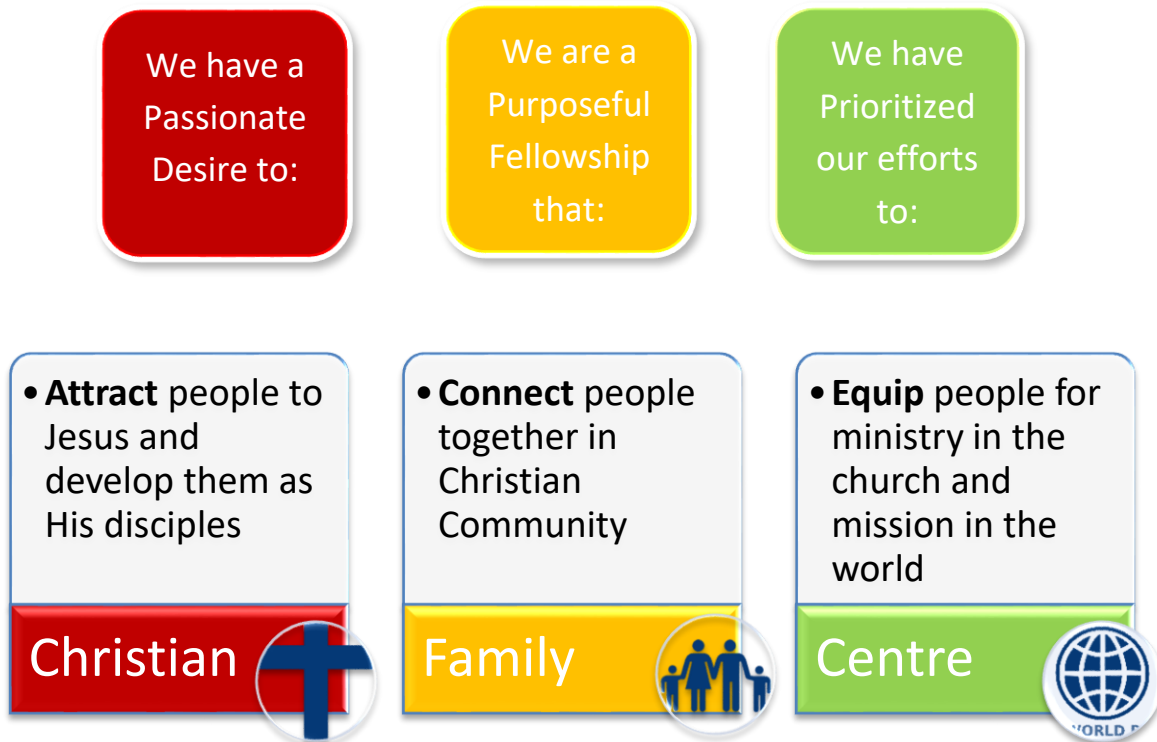 We have a
Passionate
Desire to:
We are a
Purposeful
Fellowship
that:
We have
Prioritized
our efforts
to:
• Attract people to
Jesus and
develop them as
His disciples
Christian
• Connect people
together in
Christian
Community
Family
• Equip people for
ministry in the
church and
mission in the
world
Centre
WORLD